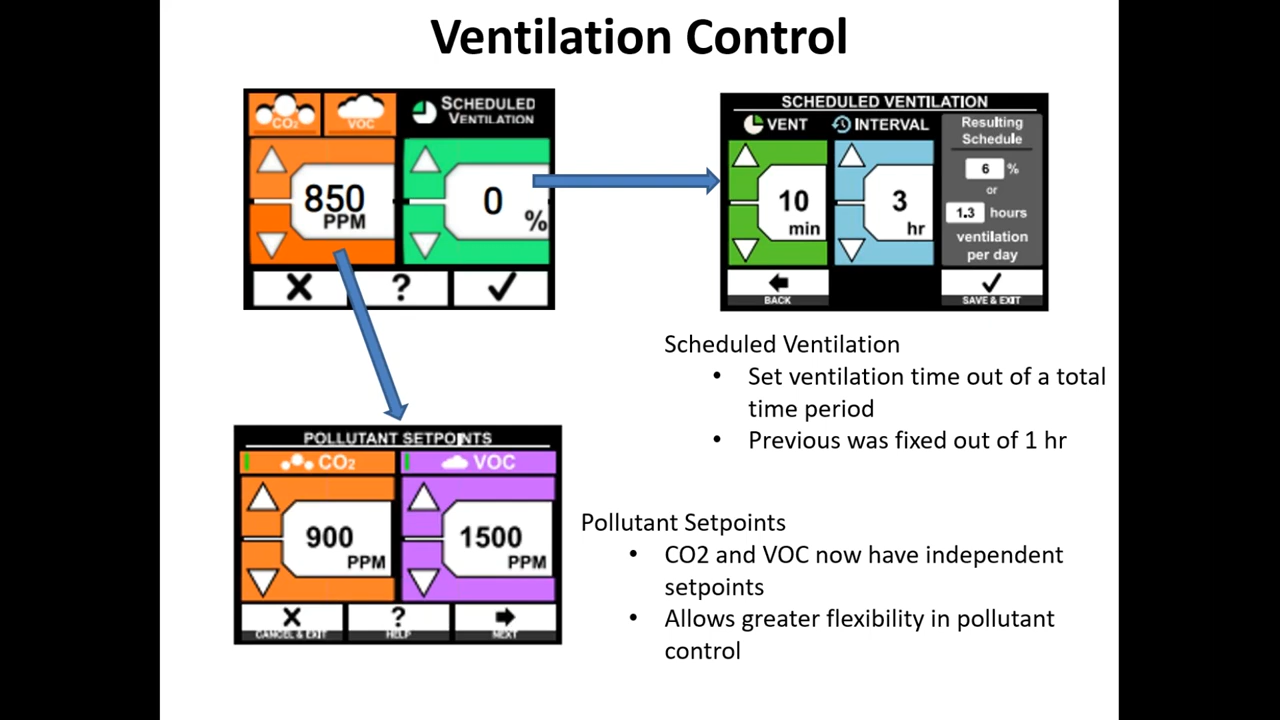 Ventilation Control
CO₂
VOC
SCHEDULED
VENTILATION
850
PPM
0
%
X
?
SCHEDULED VENTILATION
VENT
INTERVAL
Resulting
Schedule
10
min
3
hr
6 %
or
1.3 hours
ventilation
per day
BACK
SAVE & EXIT
Scheduled Ventilation
• Set ventilation time out of a total
time period
• Previous was fixed out of 1 hr
POLLUTANT SETPOINTS
CO₂
VOC
900
PPM
1500
PPM
X
?
CANCEL & EXIT
HELP
NEXT
Pollutant Setpoints
• CO2 and VOC now have independent
setpoints
• Allows greater flexibility in pollutant
control